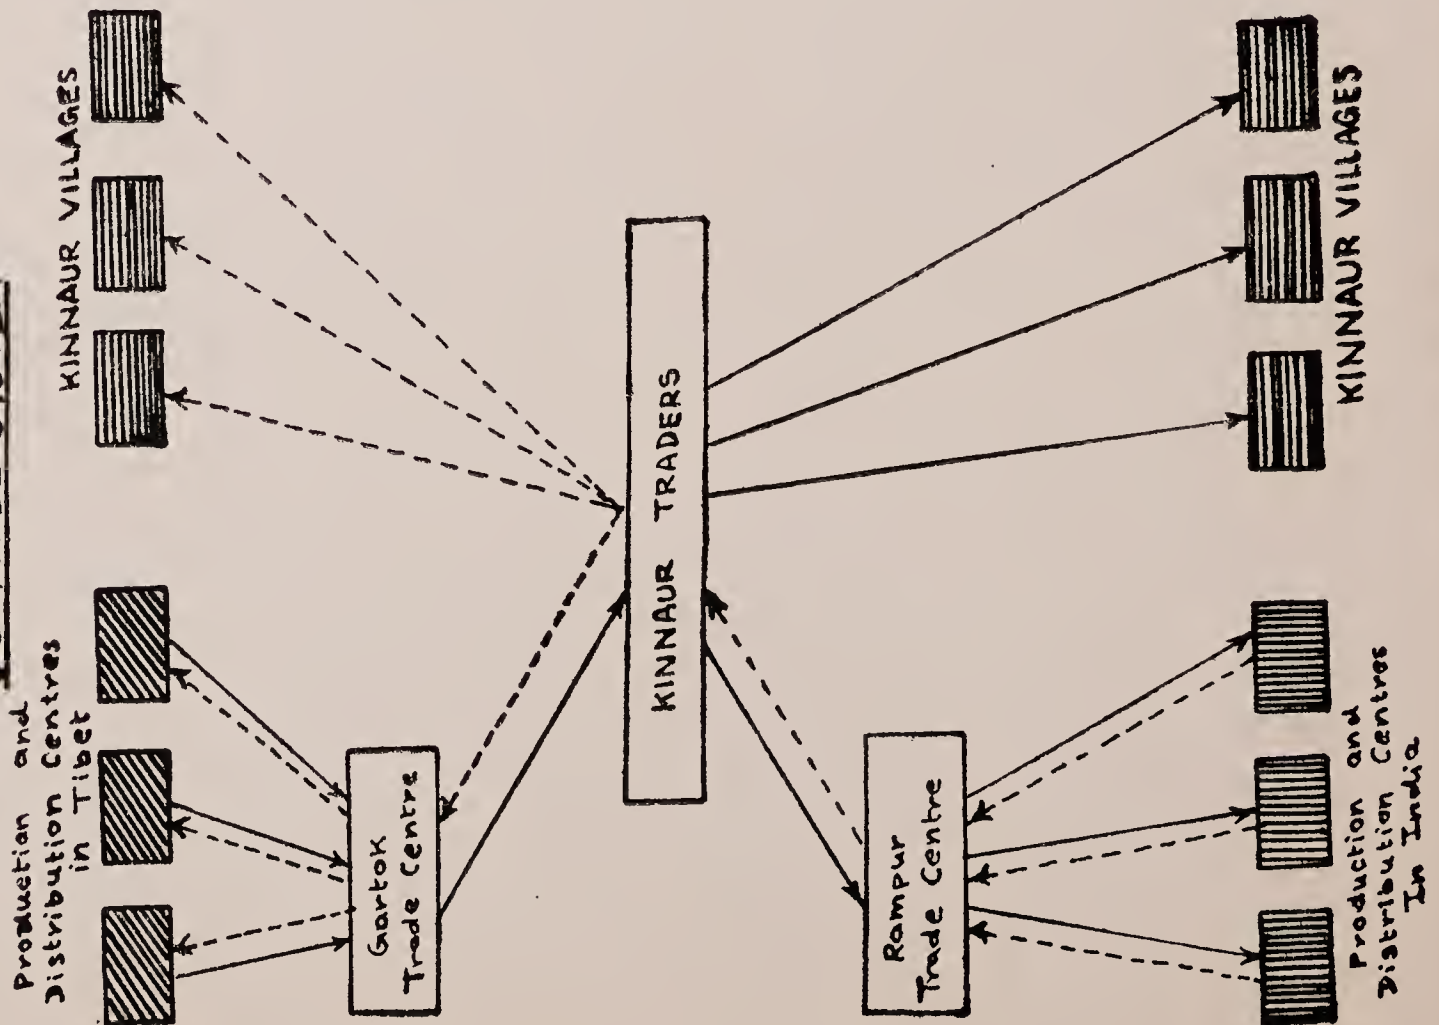 KINNAUR VILLAGES
Production and
Distribution Centres
in Tibet
Gartok
Trade Centre
KINNAUR TRADERS
Rampur
Trade Centre
KINNAUR VILLAGES
Production and
Distribution Centres
In India